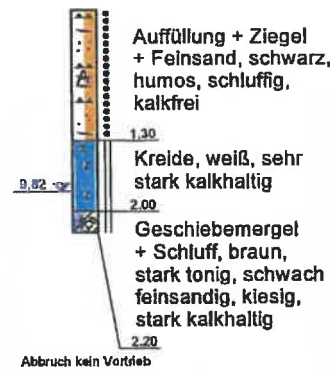 Auffüllung + Ziegel
+ Feinsand, schwarz,
humos, schluffig,
kalkfrei
1,30
Kreide, weiß, sehr
stark kalkhaltig
9,82
2,00
Geschiebemergel
+ Schluff, braun,
stark tonig, schwach
feinsandig, kiesig,
stark kalkhaltig
2,20
Abbruch kein Vortrieb